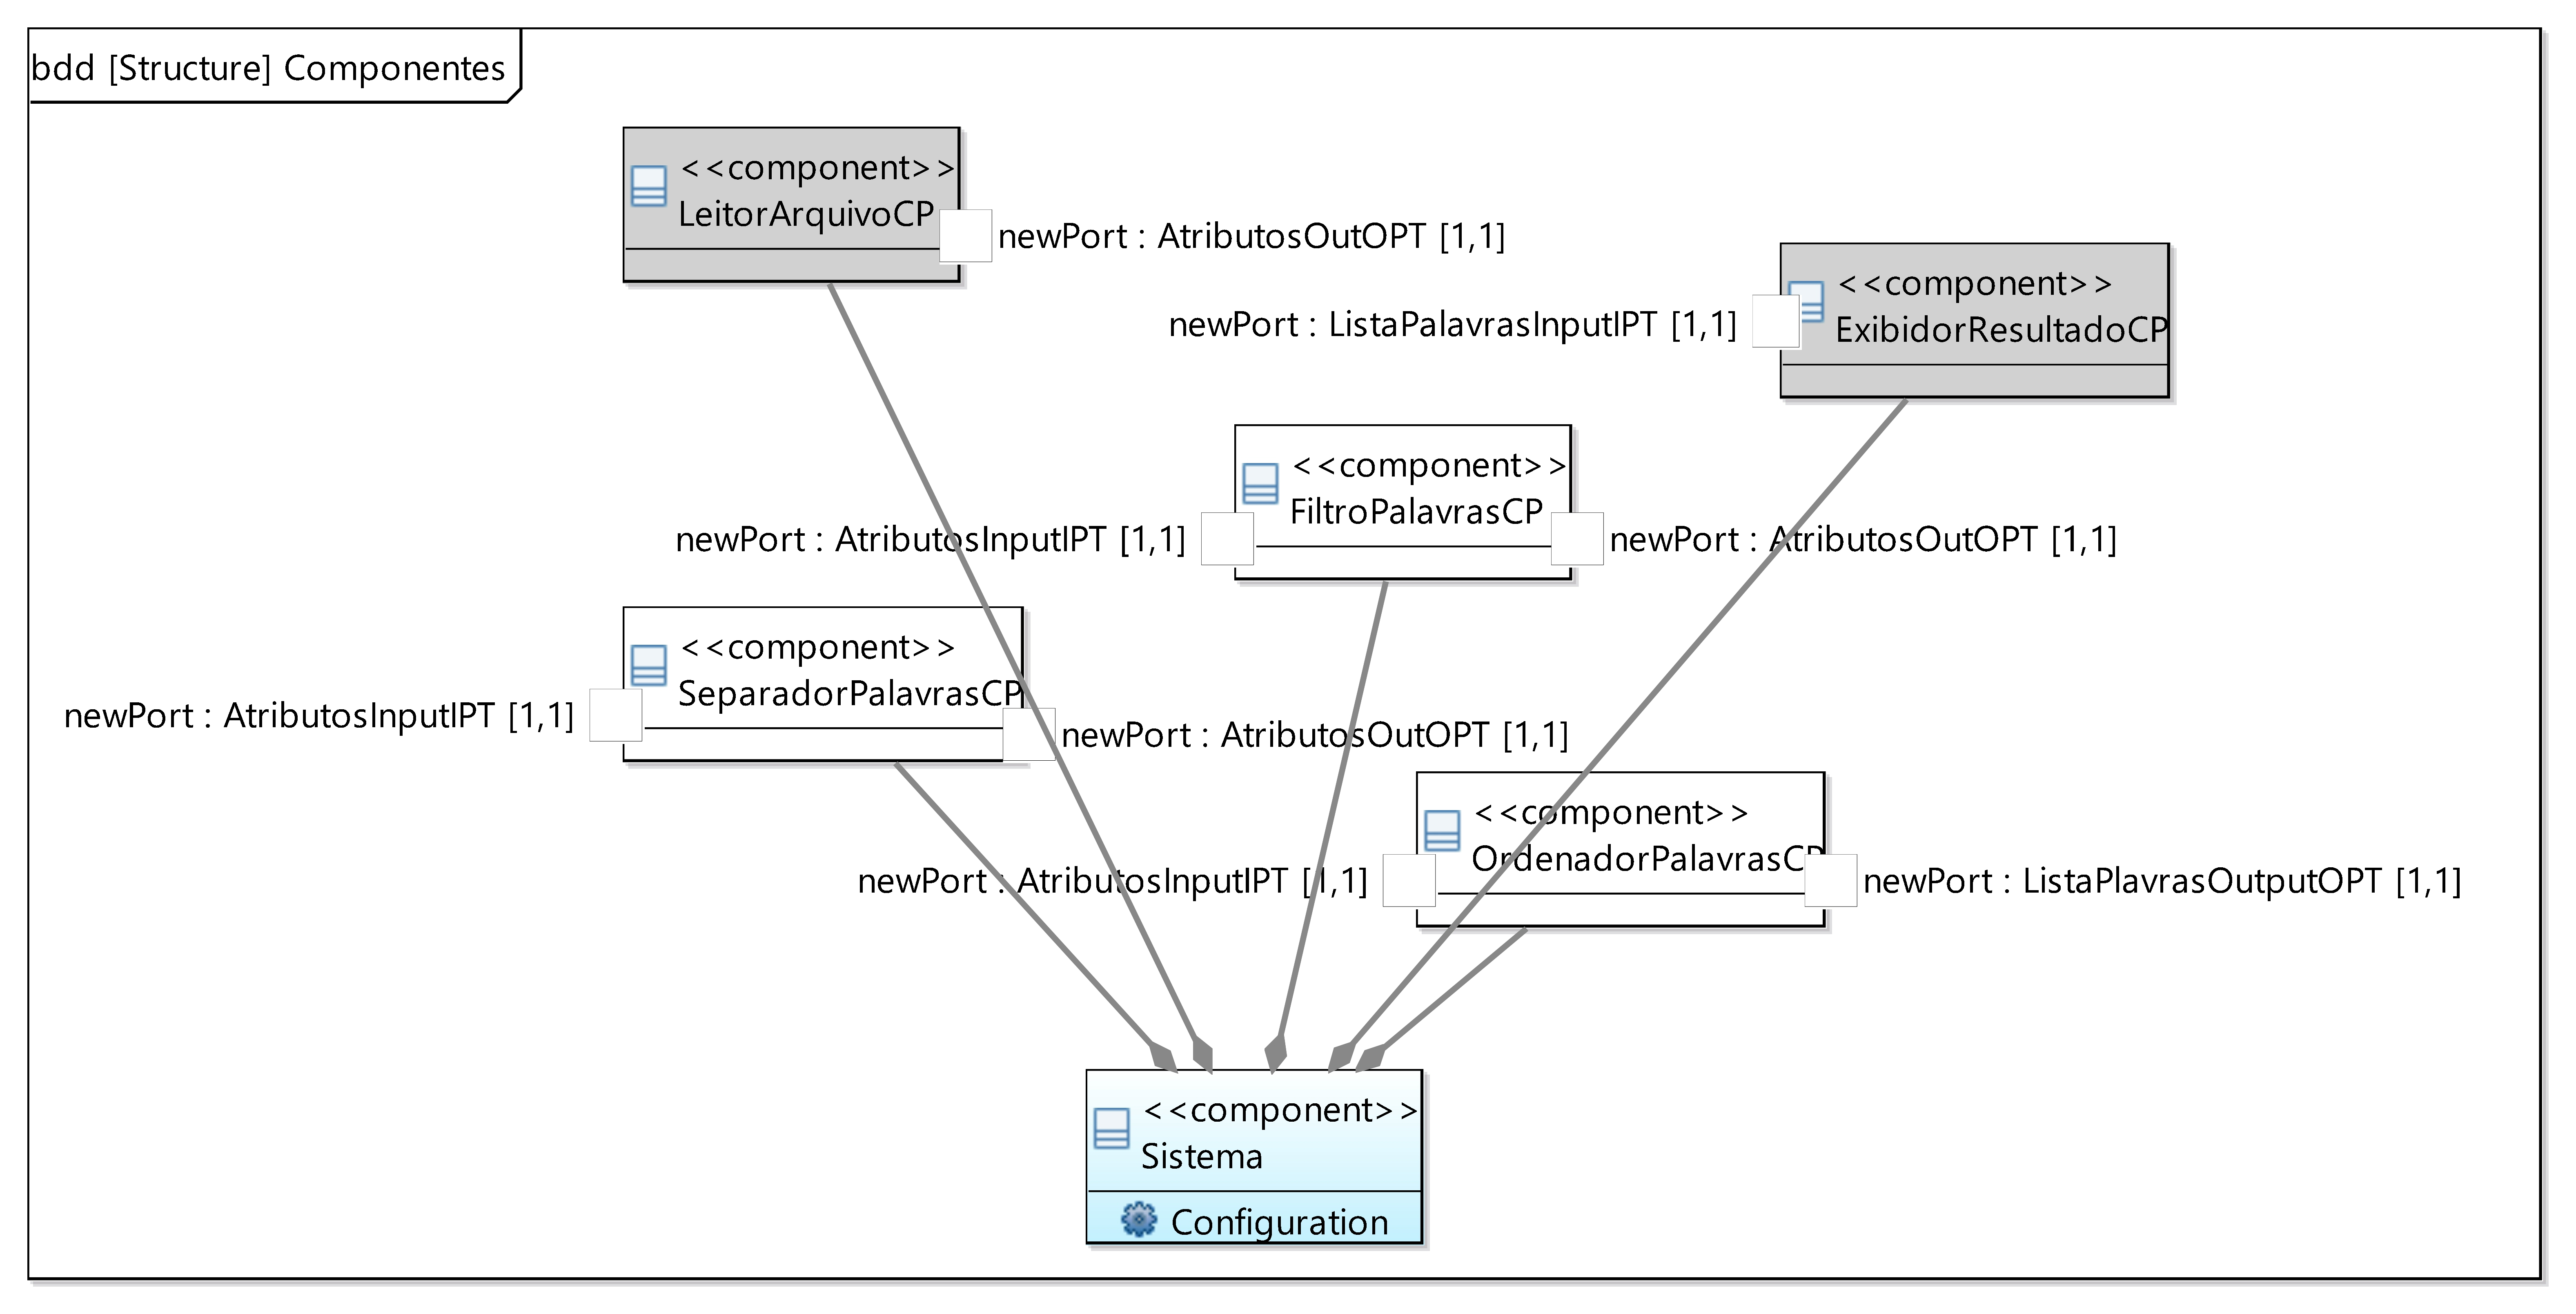 bdd [Structure] Componentes
<<component>>
LeitorArquivoCP
newPort : AtributosOutOPT [1,1]
<<component>>
ExibidorResultadoCP
newPort : ListaPalavrasInputIPT [1,1]
<<component>>
FiltroPalavrasCP
newPort : AtributosInputIPT [1,1]
newPort : AtributosOutOPT [1,1]
<<component>>
SeparadorPalavrasCP
newPort : AtributosInputIPT [1,1]
newPort : AtributosOutOPT [1,1]
<<component>>
OrdenadorPalavrasCP
newPort : AtributosInputIPT [1,1]
newPort : ListaPlavrasOutputOPT [1,1]
<<component>>
Sistema
Configuration